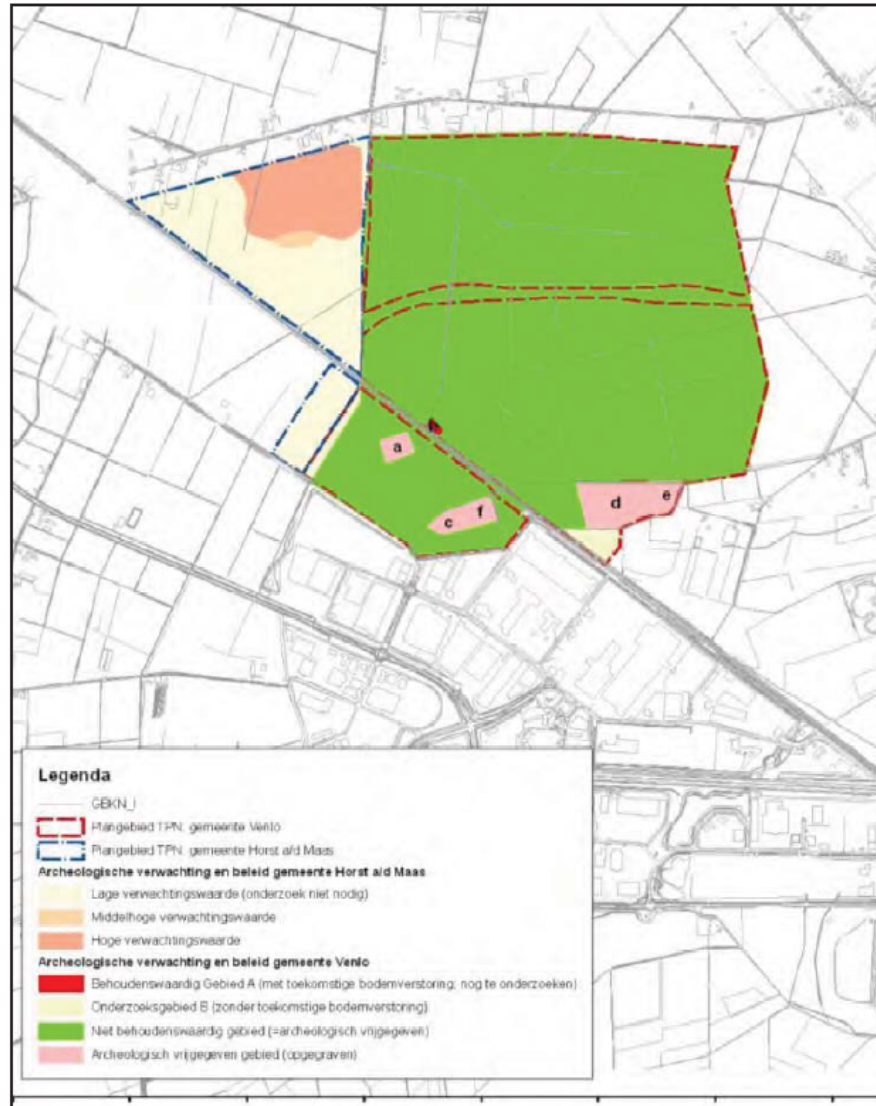 a
c
f
d
e
Legenda
GBKN_l
Plangebied TPN: gemeente Venlo
Plangebied TPN: gemeente Horst a/d Maas
Archeologische verwachting en beleid gemeente Horst a/d Maas
Lage verwachtingswaarde (onderzoek niet nodig)
Middelhoge verwachtingswaarde
Hoge verwachtingswaarde
Archeologische verwachting en beleid gemeente Venlo
Behoudenswaardig Gebied A (met toekomstige bodemverstoring; nog te onderzoeken)
Onderzoeksgebied B (zonder toekomstige bodemverstoring)
Niet behoudenswaardig gebied (=archeologisch vrijgegeven)
Archeologisch vrijgegeven gebied (opgegraven)